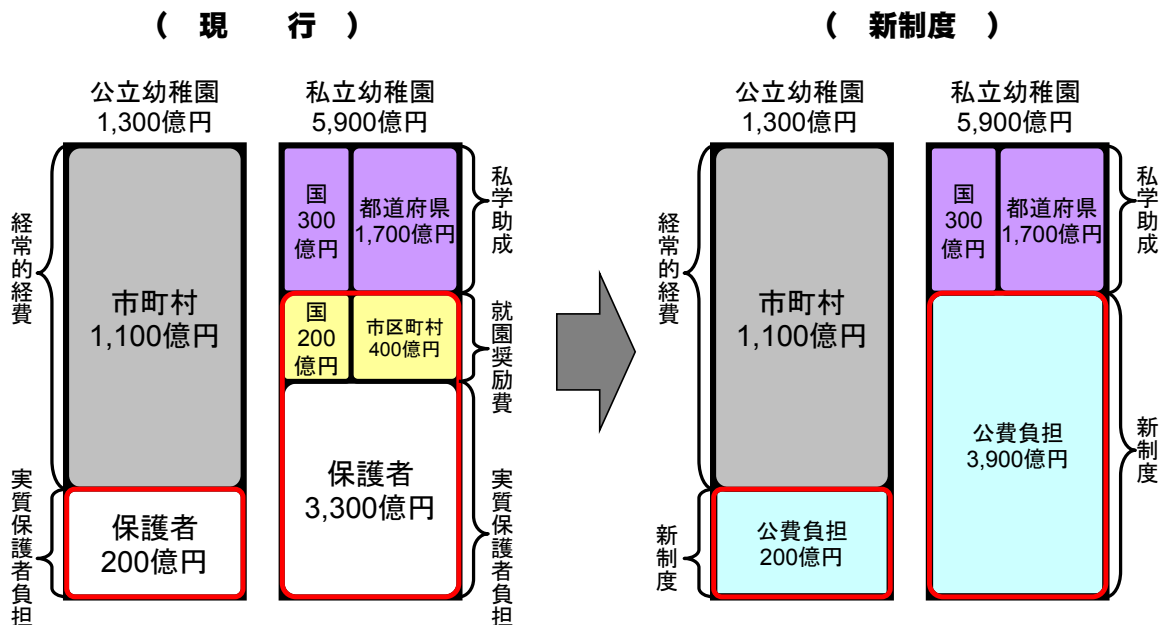 （　現　　行　）
公立幼稚園
1,300億円
私立幼稚園
5,900億円
経常的経費
市町村
1,100億円
国
300
億円
都道府県
1,700億円
私学助成
国
200
億円
市区町村
400億円
就園奨励費
実質保護者負担
保護者
200億円
保護者
3,300億円
実質保護者負担
（　新制度　）
公立幼稚園
1,300億円
私立幼稚園
5,900億円
市町村
1,100億円
国
300
億円
都道府県
1,700億円
私学助成
公費負担
3,900億円
新制度
新制度
公費負担
200億円